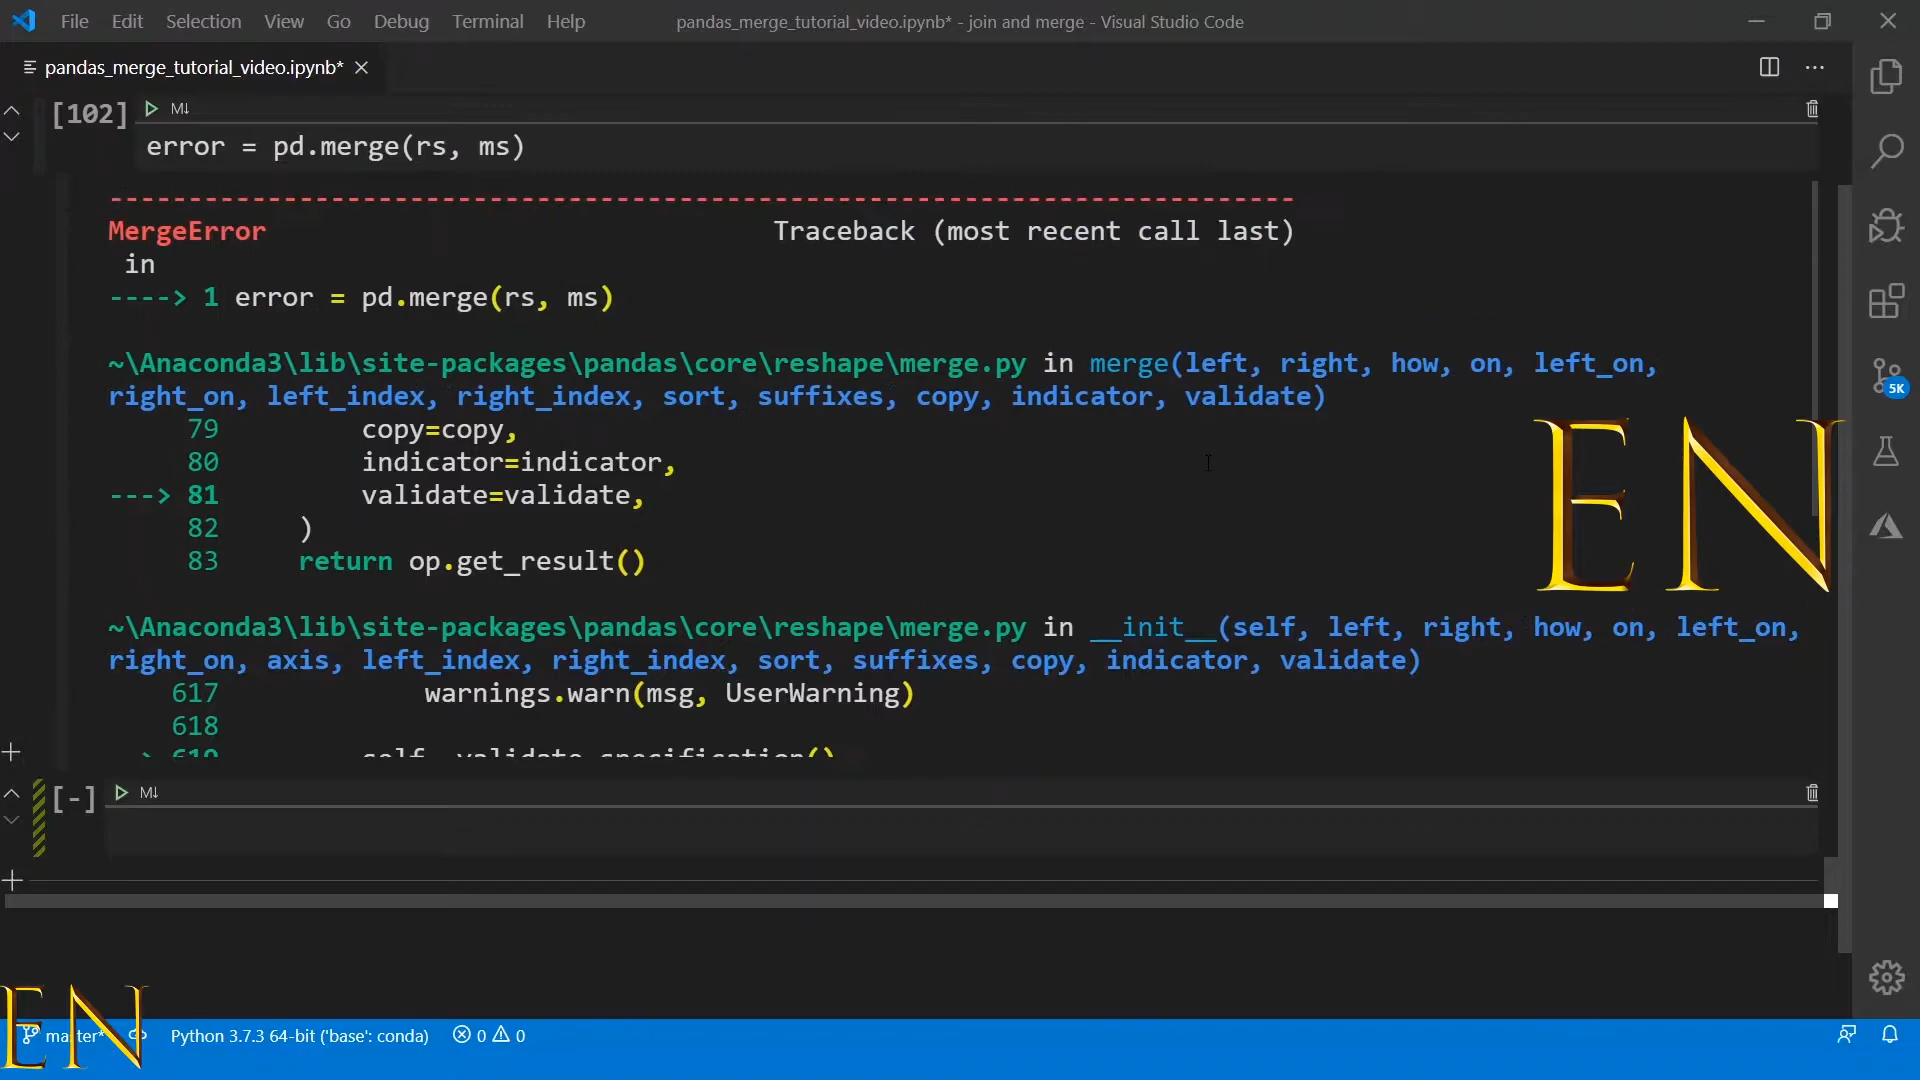 File Edit Selection View Go Debug Terminal Help pandas_merge_tutorial_video.ipynb* - join and merge - Visual Studio Code
pandas_merge_tutorial_video.ipynb*
[102] M↓
error = pd.merge(rs, ms)
---------------------------------------------------------------------------
MergeError Traceback (most recent call last)
in
----> 1 error = pd.merge(rs, ms)
~\Anaconda3\lib\site-packages\pandas\core\reshape\merge.py in merge(left, right, how, on, left_on,
right_on, left_index, right_index, sort, suffixes, copy, indicator, validate)
79 copy=copy,
80 indicator=indicator,
---> 81 validate=validate,
82 )
83 return op.get_result()
~\Anaconda3\lib\site-packages\pandas\core\reshape\merge.py in __init__(self, left, right, how, on, left_on,
right_on, axis, left_index, right_index, sort, suffixes, copy, indicator, validate)
617 warnings.warn(msg, UserWarning)
618
619 self._validate_specification()
[-] M↓
5K
EN
EN
master* Python 3.7.3 64-bit ('base': conda) 0 0